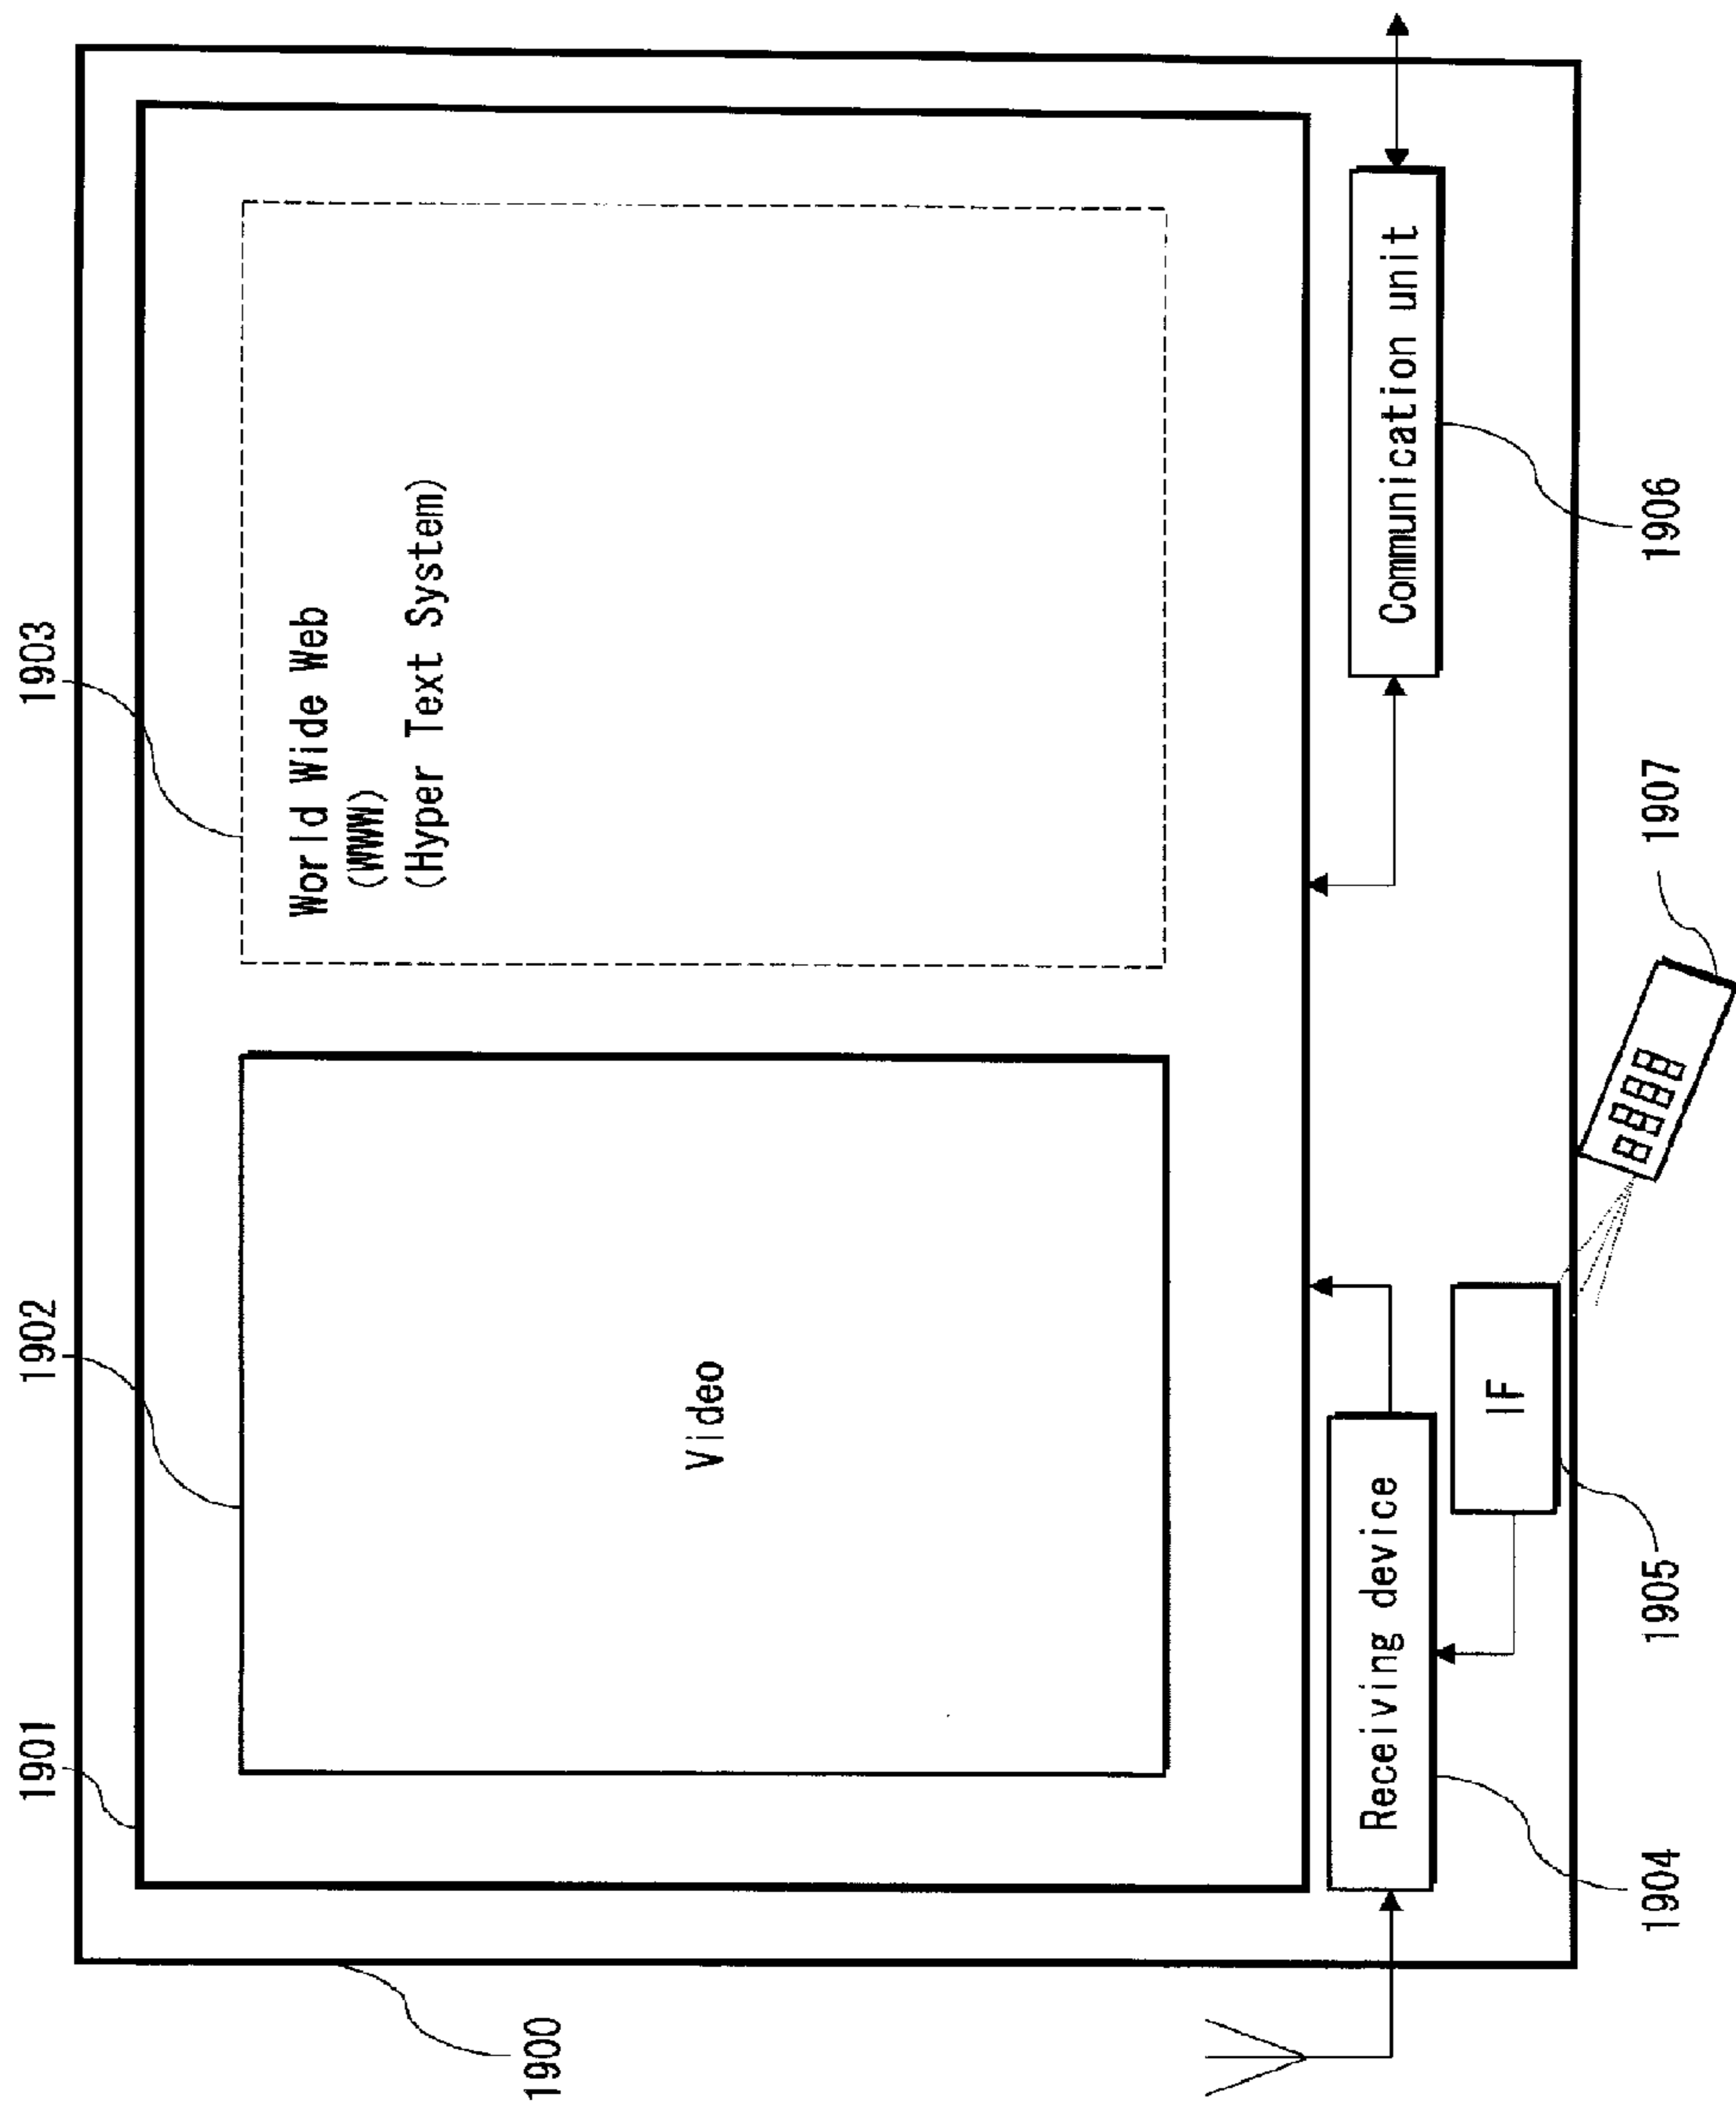 1901
1902
1903
Video
World Wide Web
(WWW)
(Hyper Text System)
1900
Receiving device
IF
Communication unit
1904
1905
1907
1906